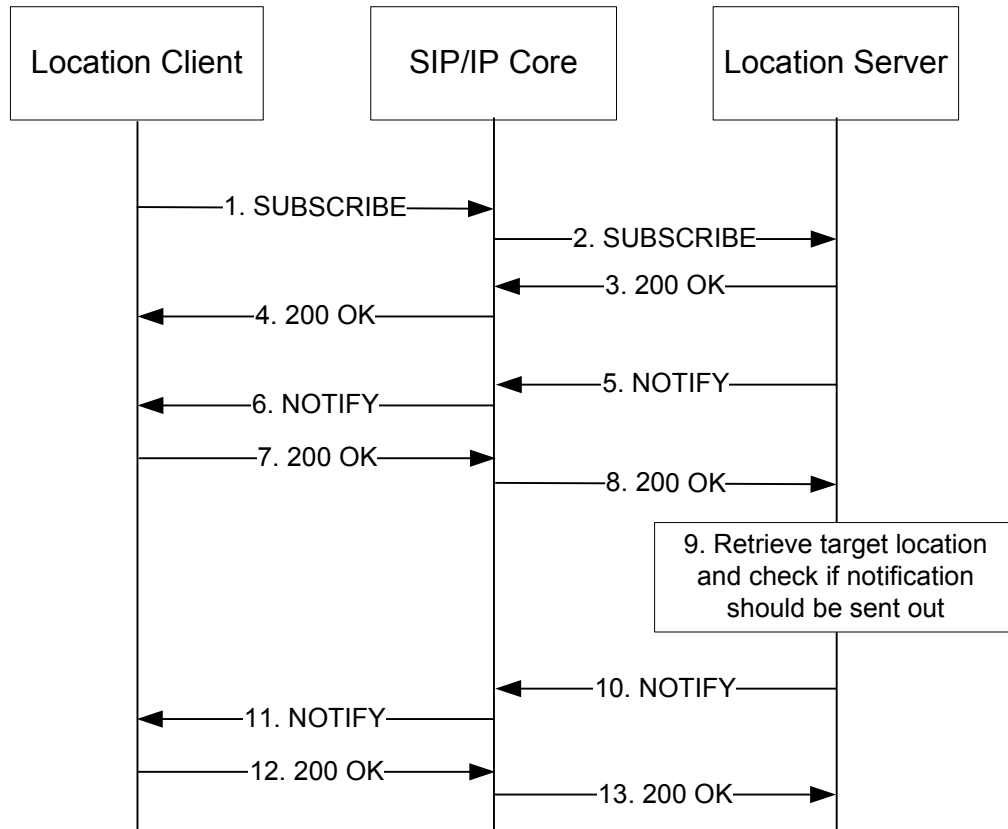 Location Client
SIP/IP Core
Location Server
1. SUBSCRIBE
2. SUBSCRIBE
3. 200 OK
4. 200 OK
5. NOTIFY
6. NOTIFY
7. 200 OK
8. 200 OK
9. Retrieve target location
and check if notification
should be sent out
10. NOTIFY
11. NOTIFY
12. 200 OK
13. 200 OK